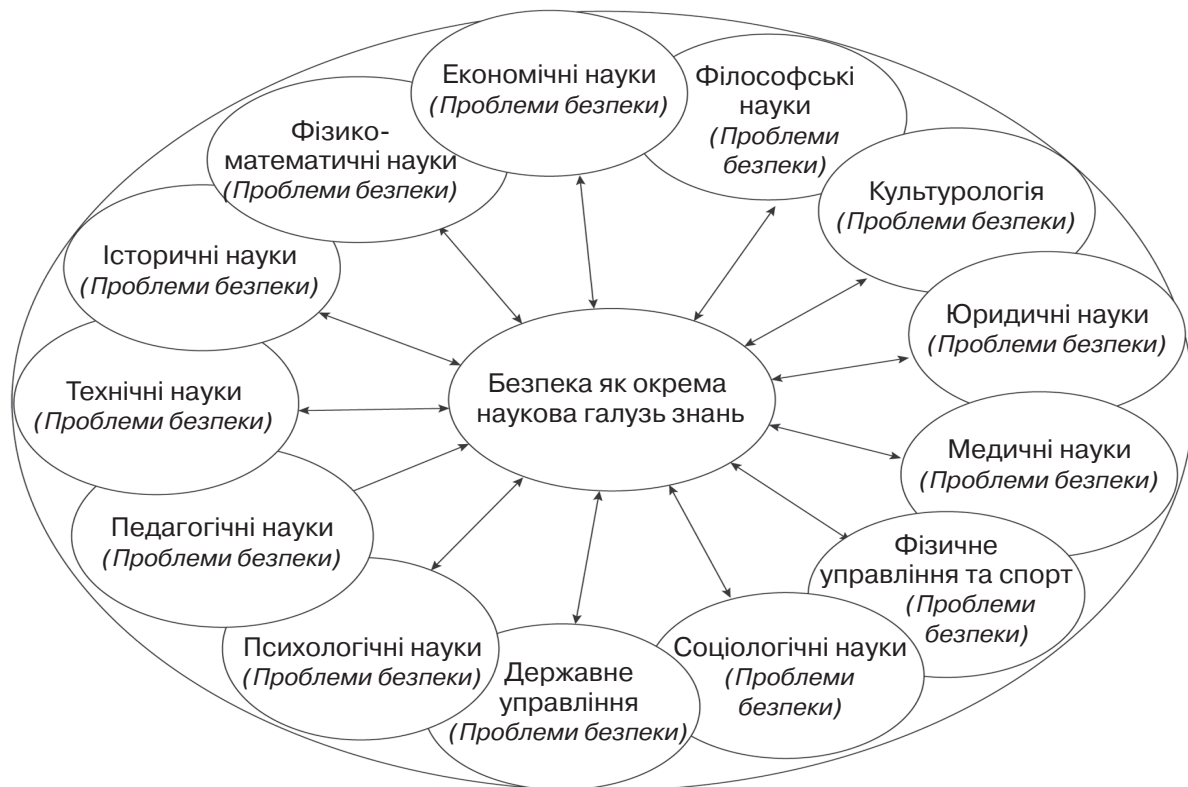 Економічні науки
(Проблеми безпеки)
Філософські
науки
(Проблеми
безпеки)
Культурологія
(Проблеми безпеки)
Юридичні науки
(Проблеми безпеки)
Медичні науки
(Проблеми безпеки)
Фізичне
управління та спорт
(Проблеми
безпеки)
Соціологічні науки
(Проблеми
безпеки)
Державне
управління
(Проблеми безпеки)
Психологічні науки
(Проблеми безпеки)
Педагогічні науки
(Проблеми безпеки)
Технічні науки
(Проблеми безпеки)
Історичні науки
(Проблеми безпеки)
Фізико-
математичні науки
(Проблеми безпеки)
Безпека як окрема
наукова галузь знань